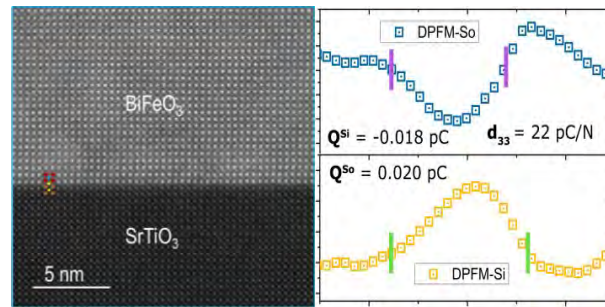 BiFeO₃
SrTiO₃
5 nm
DPFM-So
Q^Si = -0.018 pC
d₃₃ = 22 pC/N
Q^So = 0.020 pC
DPFM-Si